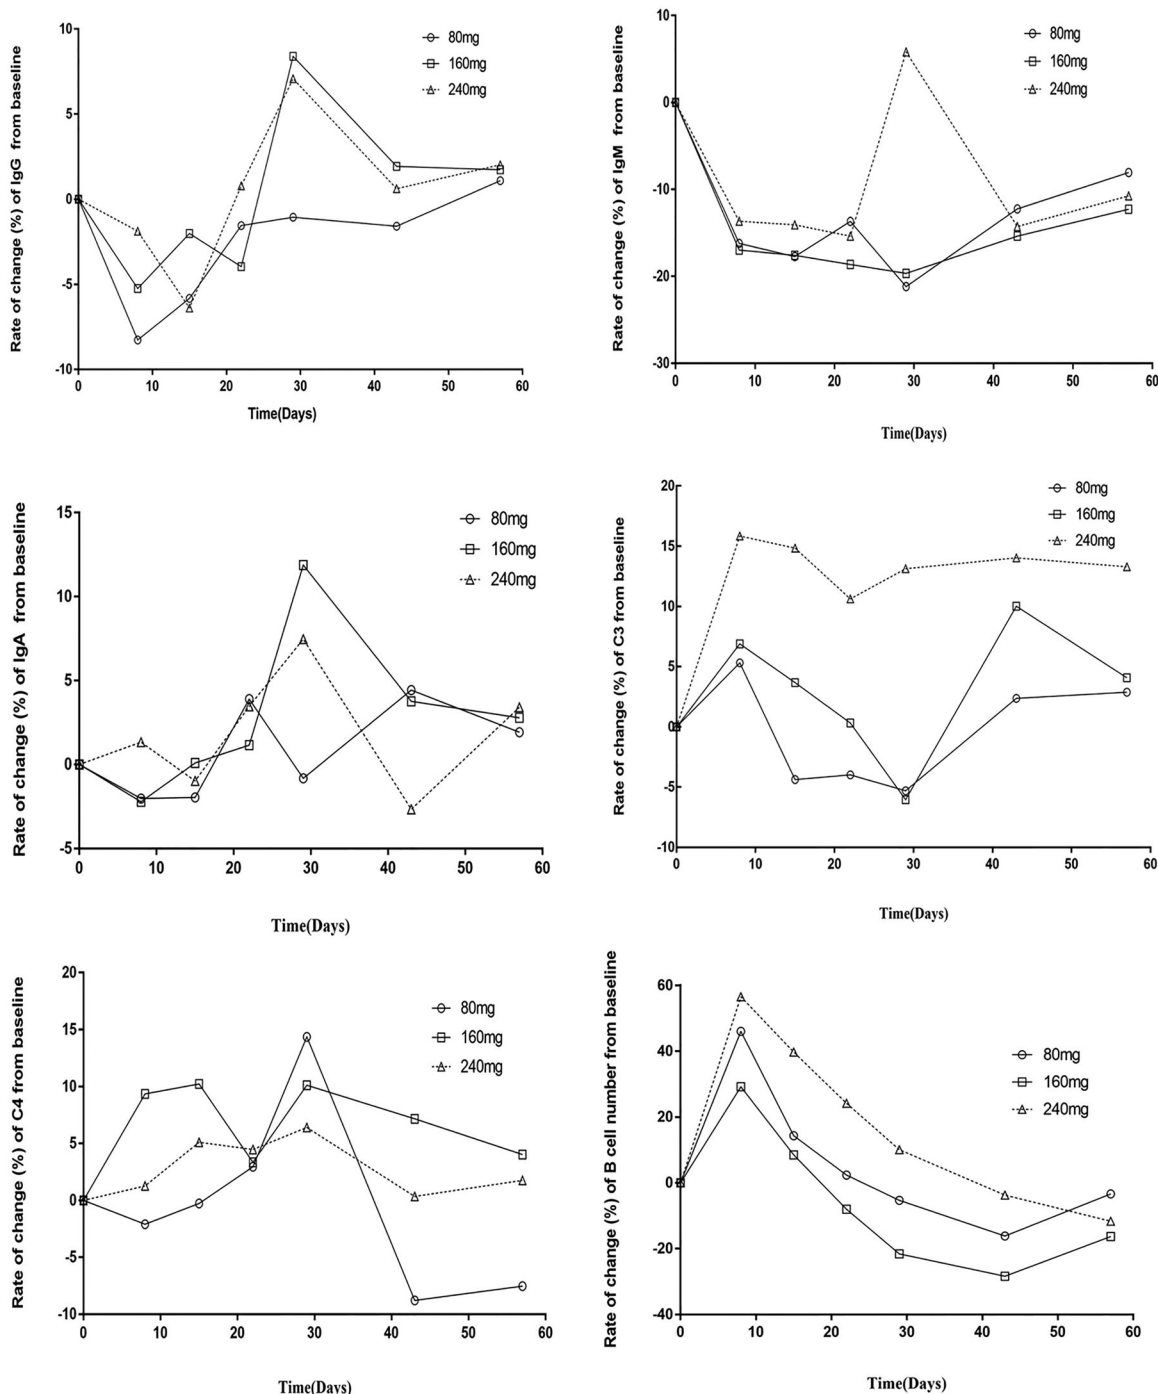 Rate of change (%) of IgG from baseline
10
5
0
-5
-10
0 10 20 30 40 50 60
Time(Days)
80mg
160mg
240mg
Rate of change (%) of IgM from baseline
10
0
-10
-20
-30
0 10 20 30 40 50 60
Time(Days)
80mg
160mg
240mg
Rate of change (%) of IgA from baseline
15
10
5
0
-5
0 10 20 30 40 50 60
Time(Days)
80mg
160mg
240mg
Rate of change (%) of C3 from baseline
20
15
10
5
0
-5
-10
0 10 20 30 40 50 60
Time(Days)
80mg
160mg
240mg
Rate of change (%) of C4 from baseline
20
15
10
5
0
-5
-10
0 10 20 30 40 50 60
Time(Days)
80mg
160mg
240mg
Rate of change (%) of B cell number from baseline
60
40
20
0
-20
-40
0 10 20 30 40 50 60
Time(Days)
80mg
160mg
240mg